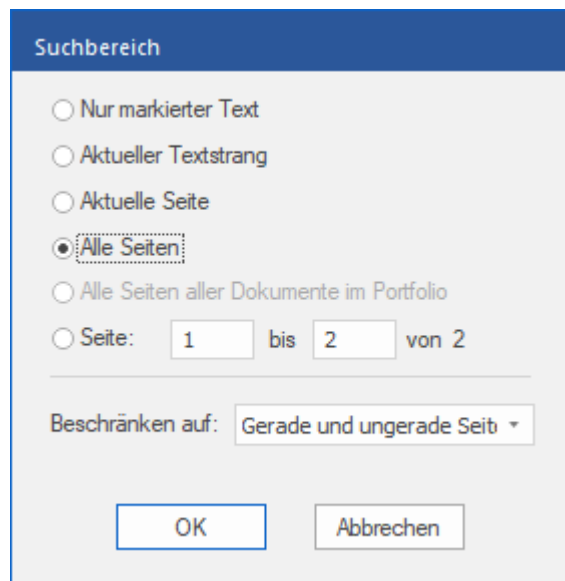 Suchbereich
Nur markierter Text
Aktueller Textstrang
Aktuelle Seite
Alle Seiten
Alle Seiten aller Dokumente im Portfolio
Seite: 1 bis 2 von 2
Beschränken auf: Gerade und ungerade Seit
OK Abbrechen